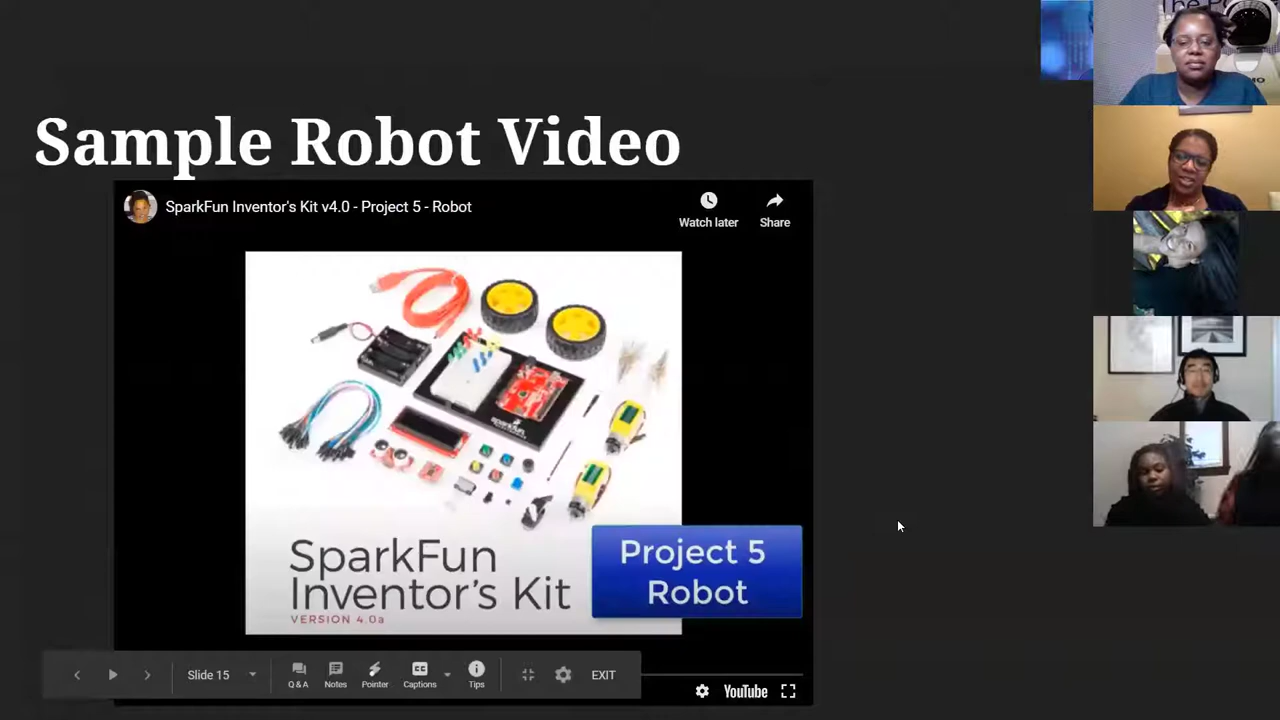 Sample Robot Video
SparkFun Inventor's Kit v4.0 - Project 5 - Robot
Watch later
Share
sparkfun
SparkFun
Inventor's Kit
VERSION 4.0a
Project 5
Robot
Slide 15
Q & A
Notes
Pointer
Captions
Tips
EXIT
YouTube